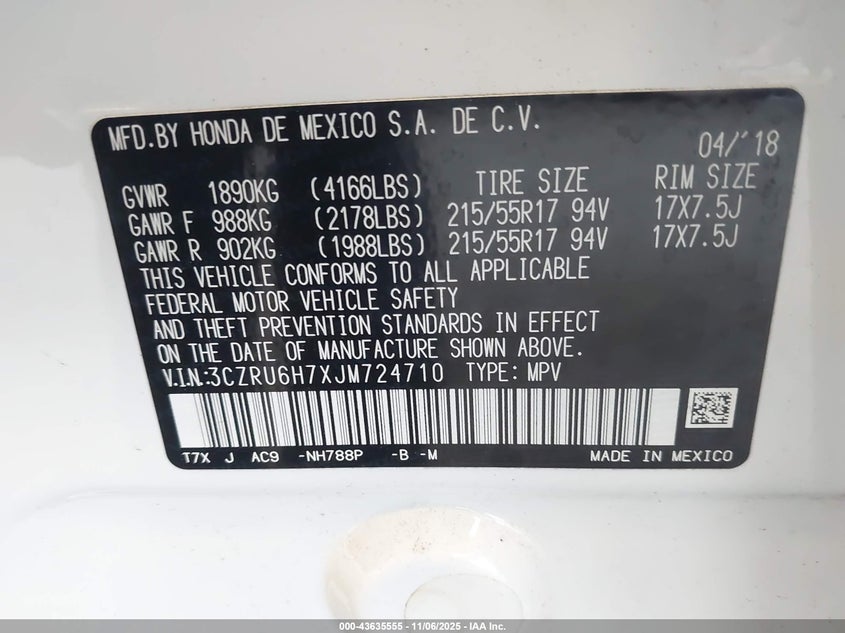 MFD.BY HONDA DE MEXICO S.A. DE C.V. 04/'18
GVWR 1890KG (4166LBS) TIRE SIZE RIM SIZE
GAWR F 988KG (2178LBS) 215/55R17 94V 17X7.5J
GAWR R 902KG (1988LBS) 215/55R17 94V 17X7.5J
THIS VEHICLE CONFORMS TO ALL APPLICABLE
FEDERAL MOTOR VEHICLE SAFETY
AND THEFT PREVENTION STANDARDS IN EFFECT
ON THE DATE OF MANUFACTURE SHOWN ABOVE.
V.I.N.:3CZRU6H7XJM724710 TYPE: MPV
T7X J AC9 -NH788P -B -M MADE IN MEXICO
000-43635555 - 11/06/2025 - IAA Inc.